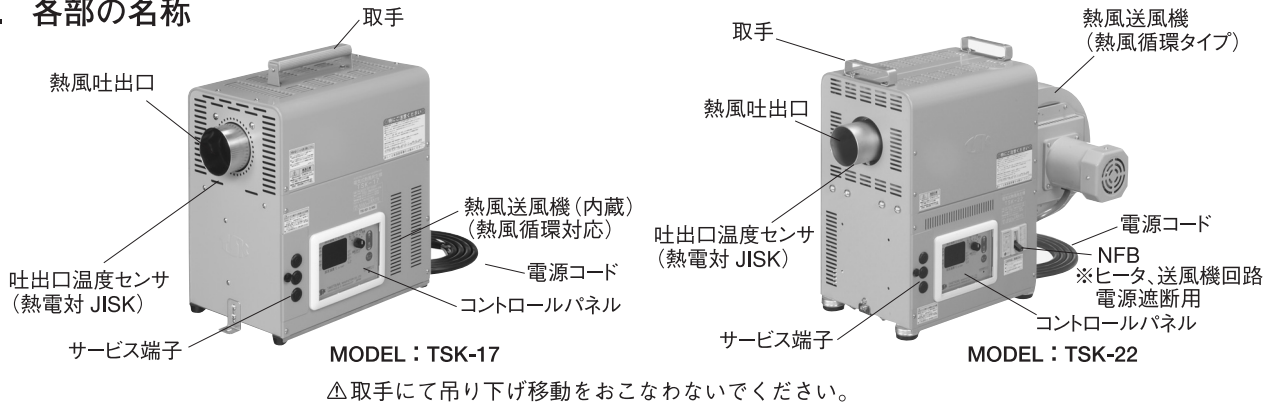 各部の名称
取手
熱風吐出口
熱風送風機（内蔵）
（熱風循環対応）
電源コード
コントロールパネル
吐出口温度センサ
（熱電対 JISK）
サービス端子
MODEL：TSK-17
取手
熱風送風機
（熱風循環タイプ）
熱風吐出口
吐出口温度センサ
（熱電対 JISK）
電源コード
NFB
※ヒータ、送風機回路
電源遮断用
コントロールパネル
サービス端子
MODEL：TSK-22
⚠取手にて吊り下げ移動をおこなわないでください。